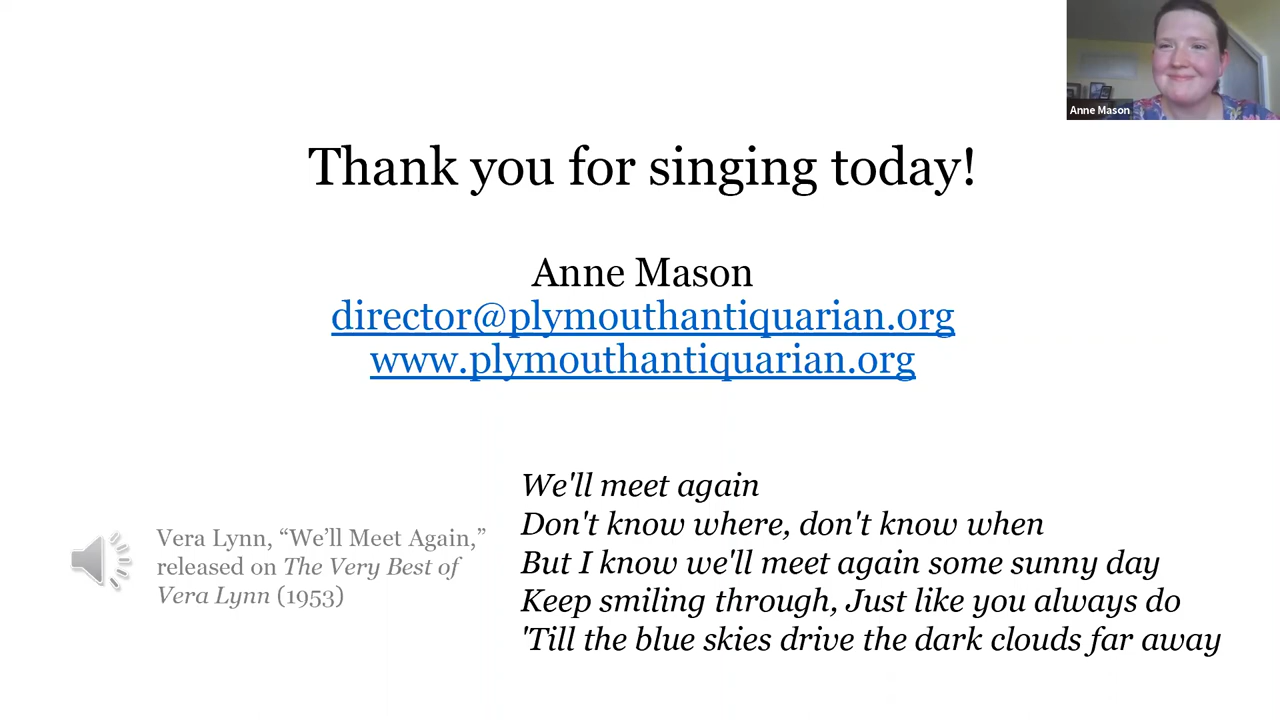 Anne Mason
Thank you for singing today!
Anne Mason
director@plymouthantiquarian.org
www.plymouthantiquarian.org
Vera Lynn, “We’ll Meet Again,”
released on The Very Best of
Vera Lynn (1953)
We'll meet again
Don't know where, don't know when
But I know we'll meet again some sunny day
Keep smiling through, Just like you always do
'Till the blue skies drive the dark clouds far away